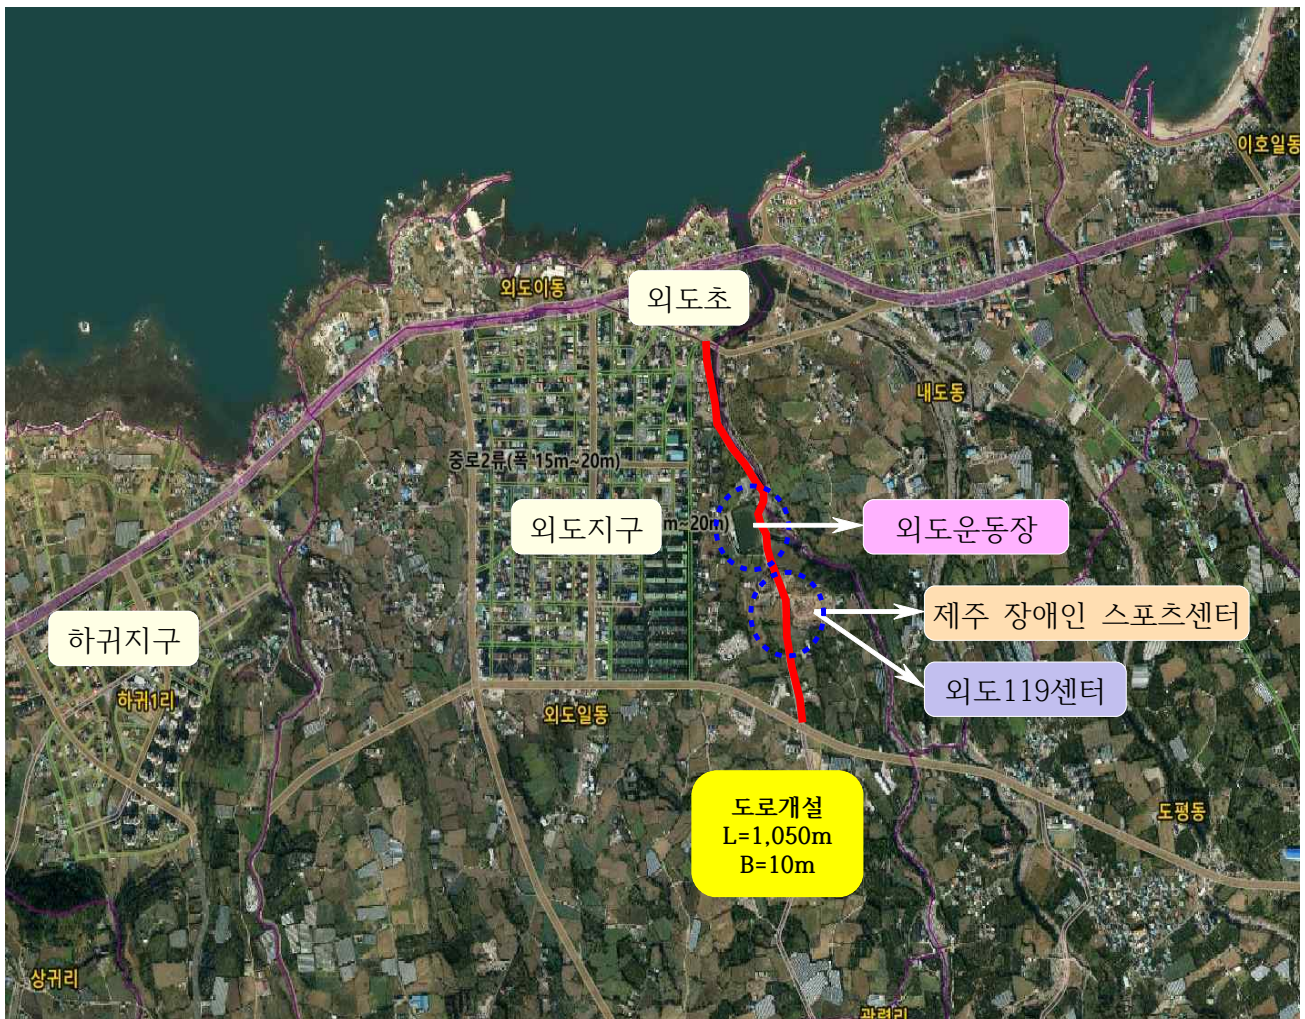 이호일동
외도이동
외도초
내도동
중로2류(폭 15m~20m)
외도지구
m~20m)
외도운동장
제주 장애인 스포츠센터
하귀지구
외도119센터
하귀1리
외도일동
도로개설
L=1,050m
B=10m
도평동
상귀리
광령리